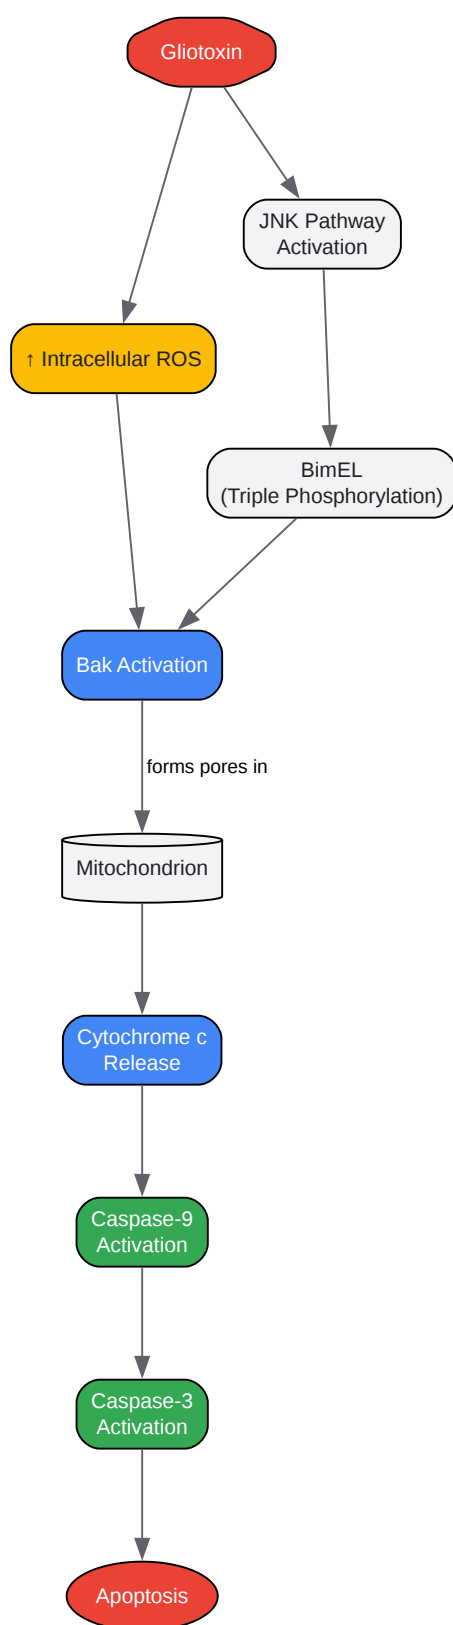 Gliotoxin
JNK Pathway
Activation
↑ Intracellular ROS
BimEL
(Triple Phosphorylation)
Bak Activation
forms pores in
Mitochondrion
Cytochrome c
Release
Caspase-9
Activation
Caspase-3
Activation
Apoptosis